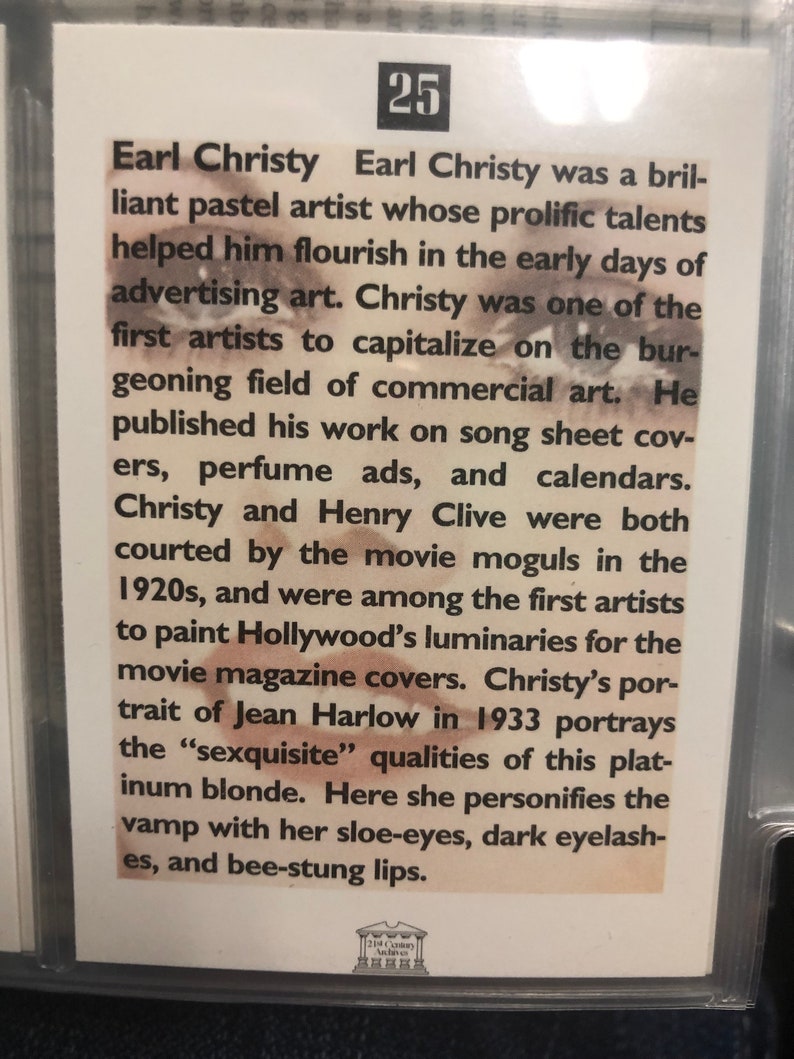 25
Earl Christy Earl Christy was a bril-
liant pastel artist whose prolific talents
helped him flourish in the early days of
advertising art. Christy was one of the
first artists to capitalize on the bur-
geoning field of commercial art. He
published his work on song sheet cov-
ers, perfume ads, and calendars.
Christy and Henry Clive were both
courted by the movie moguls in the
1920s, and were among the first artists
to paint Hollywood's luminaries for the
movie magazine covers. Christy's por-
trait of Jean Harlow in 1933 portrays
the “sexquisite” qualities of this plat-
inum blonde. Here she personifies the
vamp with her sloe-eyes, dark eyelash-
es, and bee-stung lips.
21st Century
Archives